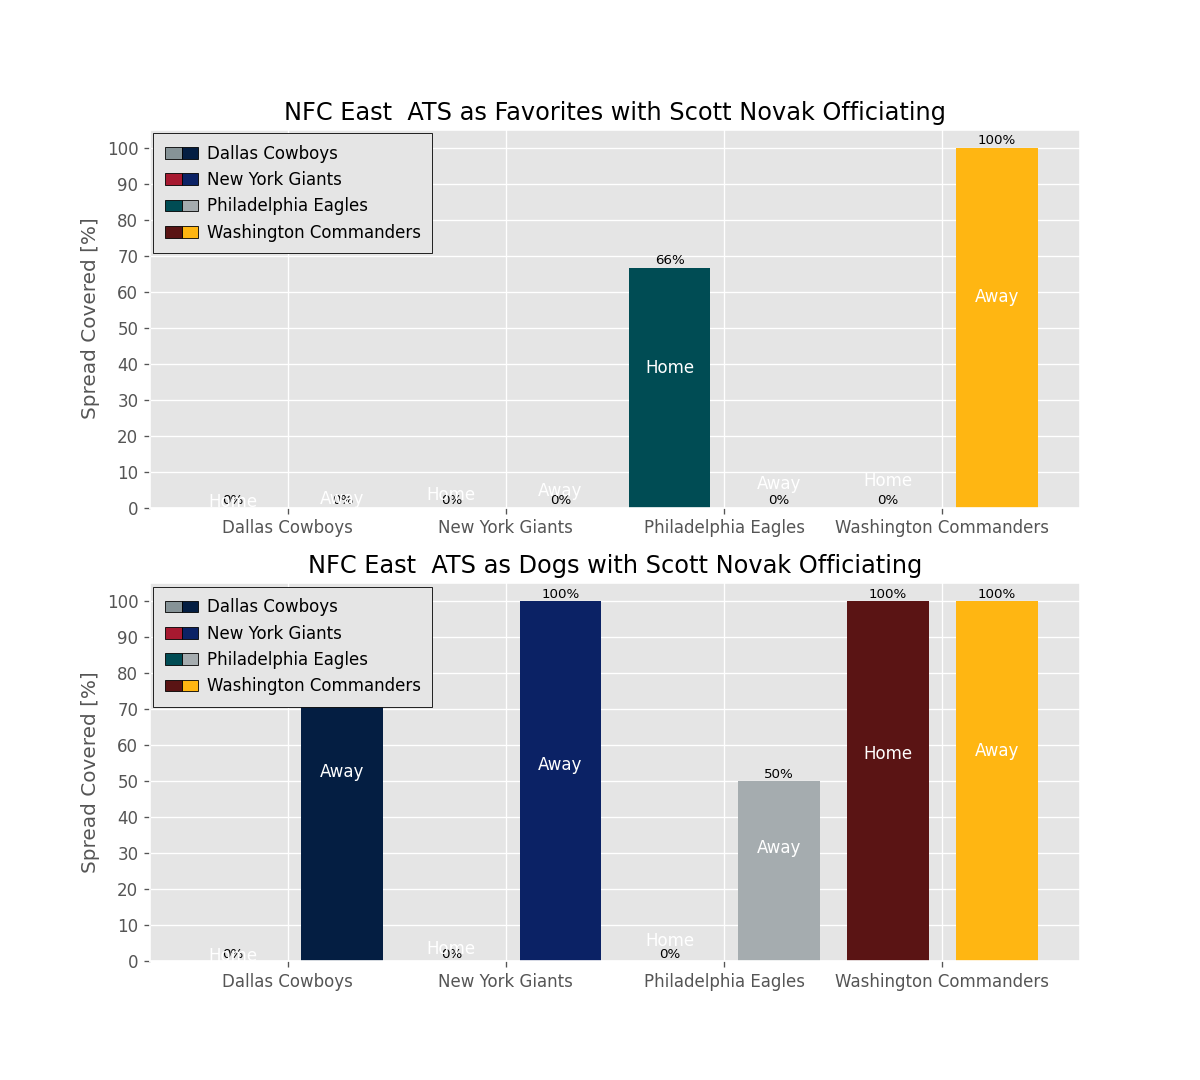 NFC East  ATS as Favorites with Scott Novak Officiating
Spread Covered [%]
100
90
80
70
60
50
40
30
20
10
0
Dallas Cowboys
New York Giants
Philadelphia Eagles
Washington Commanders
100%
66%
Away
Home
Home
Away
Home
Away
Away
Home
0%
0%
0%
0%
0%
0%
Dallas Cowboys
New York Giants
Philadelphia Eagles
Washington Commanders
NFC East  ATS as Dogs with Scott Novak Officiating
Spread Covered [%]
100
90
80
70
60
50
40
30
20
10
0
Dallas Cowboys
New York Giants
Philadelphia Eagles
Washington Commanders
100%
100%
100%
50%
Away
Away
Home
Away
Away
Home
Home
Home
0%
0%
0%
Dallas Cowboys
New York Giants
Philadelphia Eagles
Washington Commanders